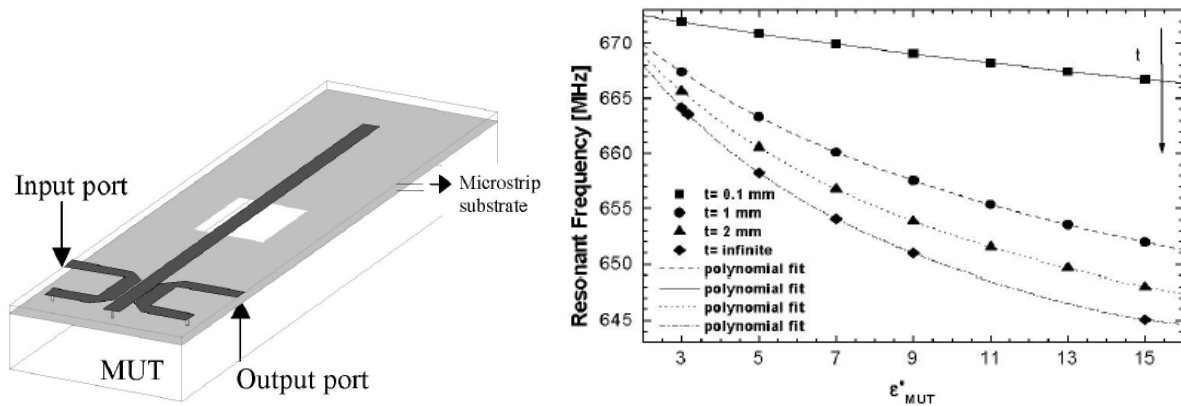 Input port
Microstrip
substrate
MUT
Output port
Resonant Frequency [MHz]
670
665
660
655
650
645
t
t= 0.1 mm
t= 1 mm
t= 2 mm
t= infinite
polynomial fit
polynomial fit
polynomial fit
polynomial fit
3 5 7 9 11 13 15
ε*MUT